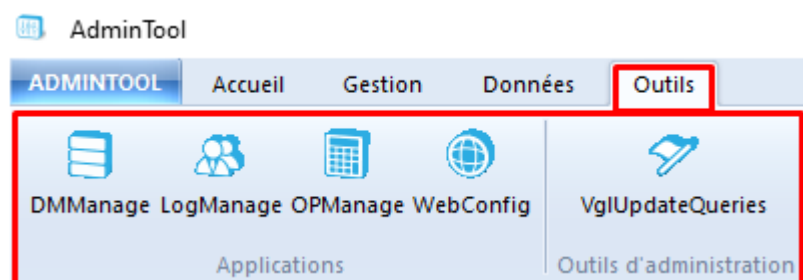 AdminTool
ADMINTOOL Accueil Gestion Données Outils
DMManage LogManage OPManage WebConfig VglUpdateQueries
Applications Outils d'administration